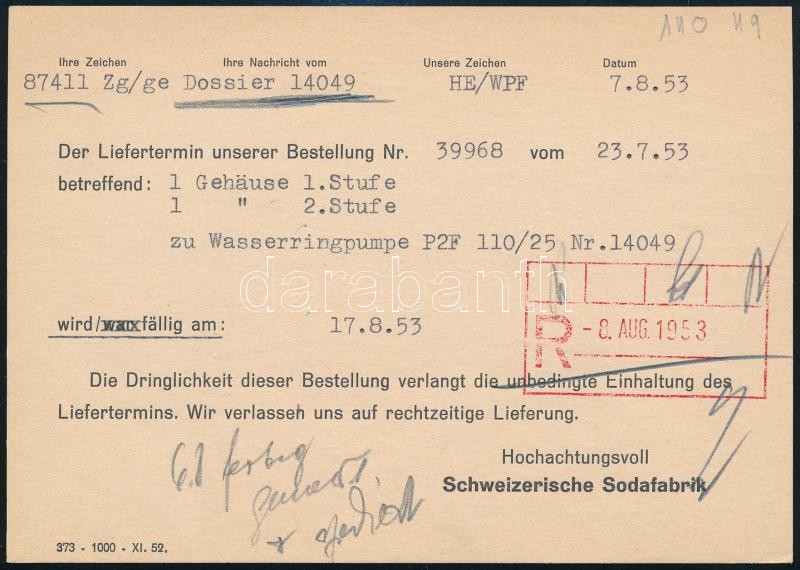 110 119
Ihre Zeichen Ihre Nachricht vom Unsere Zeichen Datum
87411 Zg/ge Dossier 14049 HE/WPF 7.8.53
Der Liefertermin unserer Bestellung Nr. 39968 vom 23.7.53
betreffend: 1 Gehäuse 1.Stufe
1 " 2.Stufe
zu Wasserringpumpe P2F 110/25 Nr.14049
darabanth
R - 8. AUG. 1953
wird/war fällig am: 17.8.53
Die Dringlichkeit dieser Bestellung verlangt die unbedingte Einhaltung des
Liefertermins. Wir verlassen uns auf rechtzeitige Lieferung.
Hochachtungsvoll
Schweizerische Sodafabrik
373 - 1000 - XI. 52.